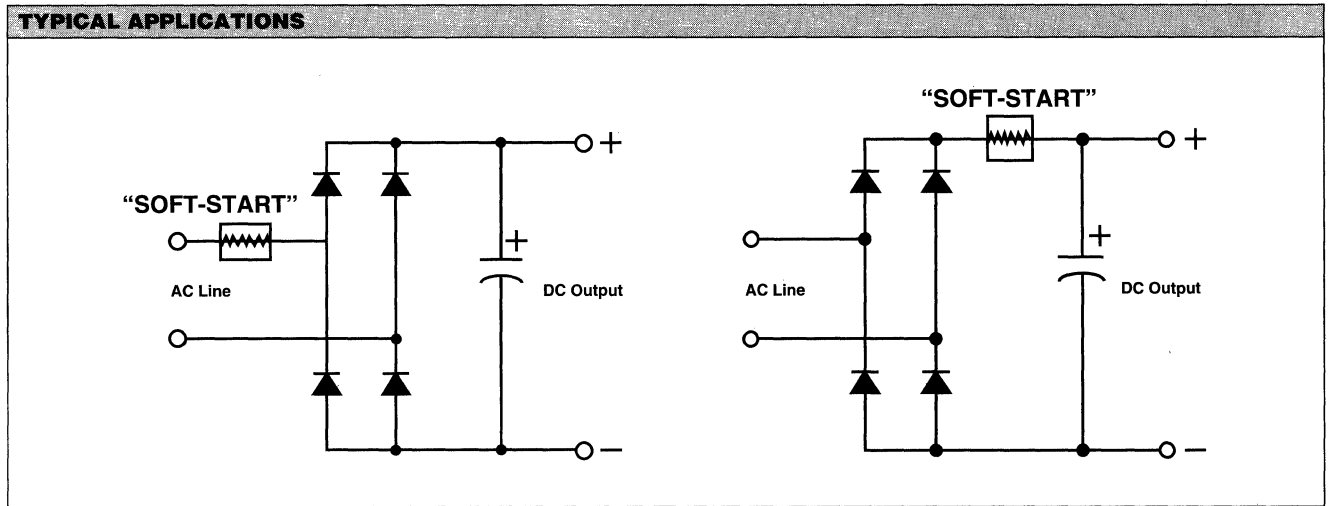 TYPICAL APPLICATIONS
“SOFT-START”
AC Line
DC Output
+
+
−
“SOFT-START”
AC Line
DC Output
+
+
−